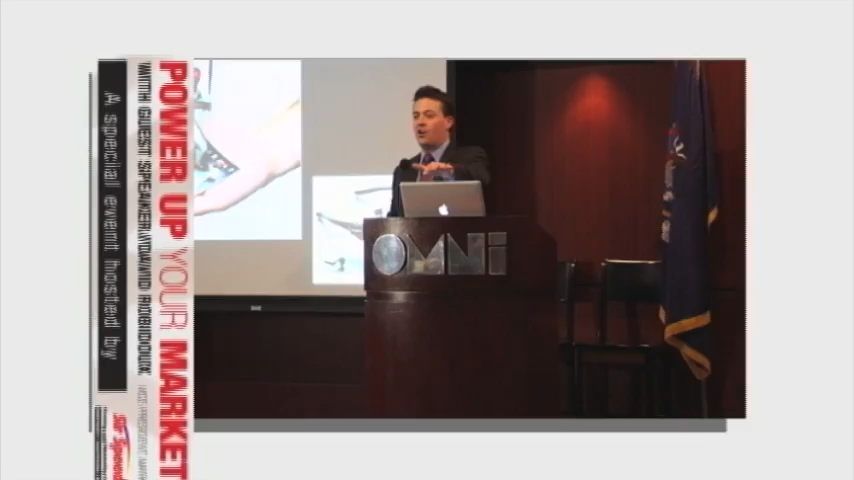 POWER UP YOUR MARKET
WITH GUEST SPEAKER, DAVID ROBIDOUX,
A special event hosted by
OMNI